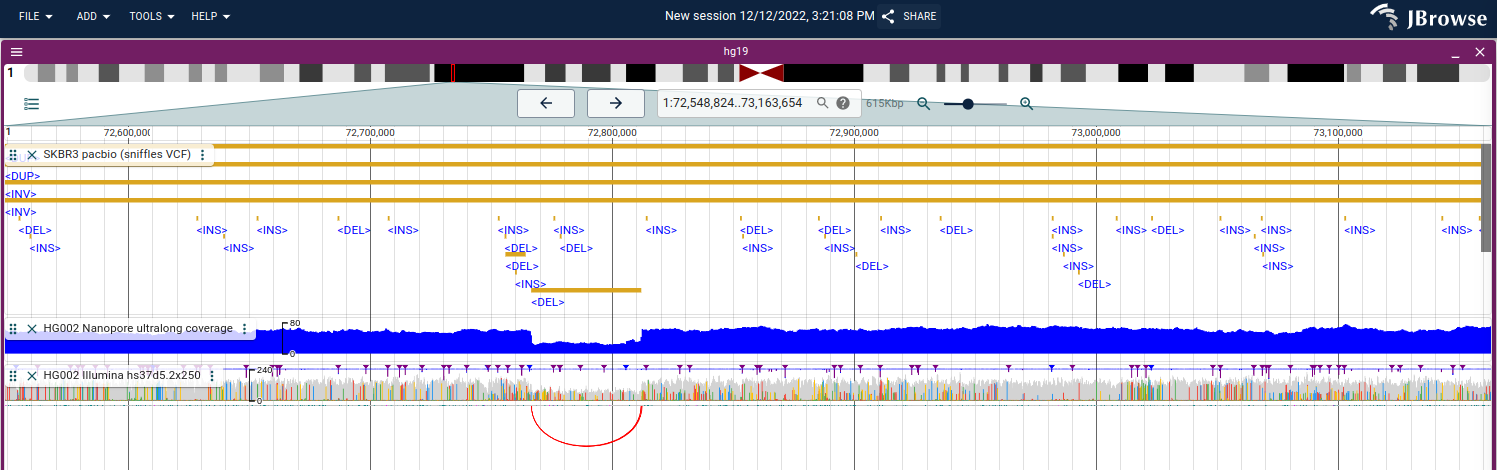 FILE ADD TOOLS HELP New session 12/12/2022, 3:21:08 PM SHARE JBrowse
hg19
1
1:72,548,824..73,163,654 615Kbp
1 72,600,00( 72,700,000 72,800,000 72,900,000 73,000,000 73,100,000
SKBR3 pacbio (sniffles VCF)
<DUP>
<INV>
<INV>
<DEL> <INS> <INS> <DEL> <INS> <INS> <INS> <INS> <DEL> <DEL> <INS> <DEL> <INS> <INS> <DEL> <INS> <INS> <INS> <INS>
<INS> <INS> <DEL> <DEL> <INS> <INS> <INS> <INS>
<DEL> <DEL> <INS> <INS>
<INS> <DEL>
<DEL>
HG002 Nanopore ultralong coverage 80
0
HG002 Illumina hs37d5.2x250 240
0